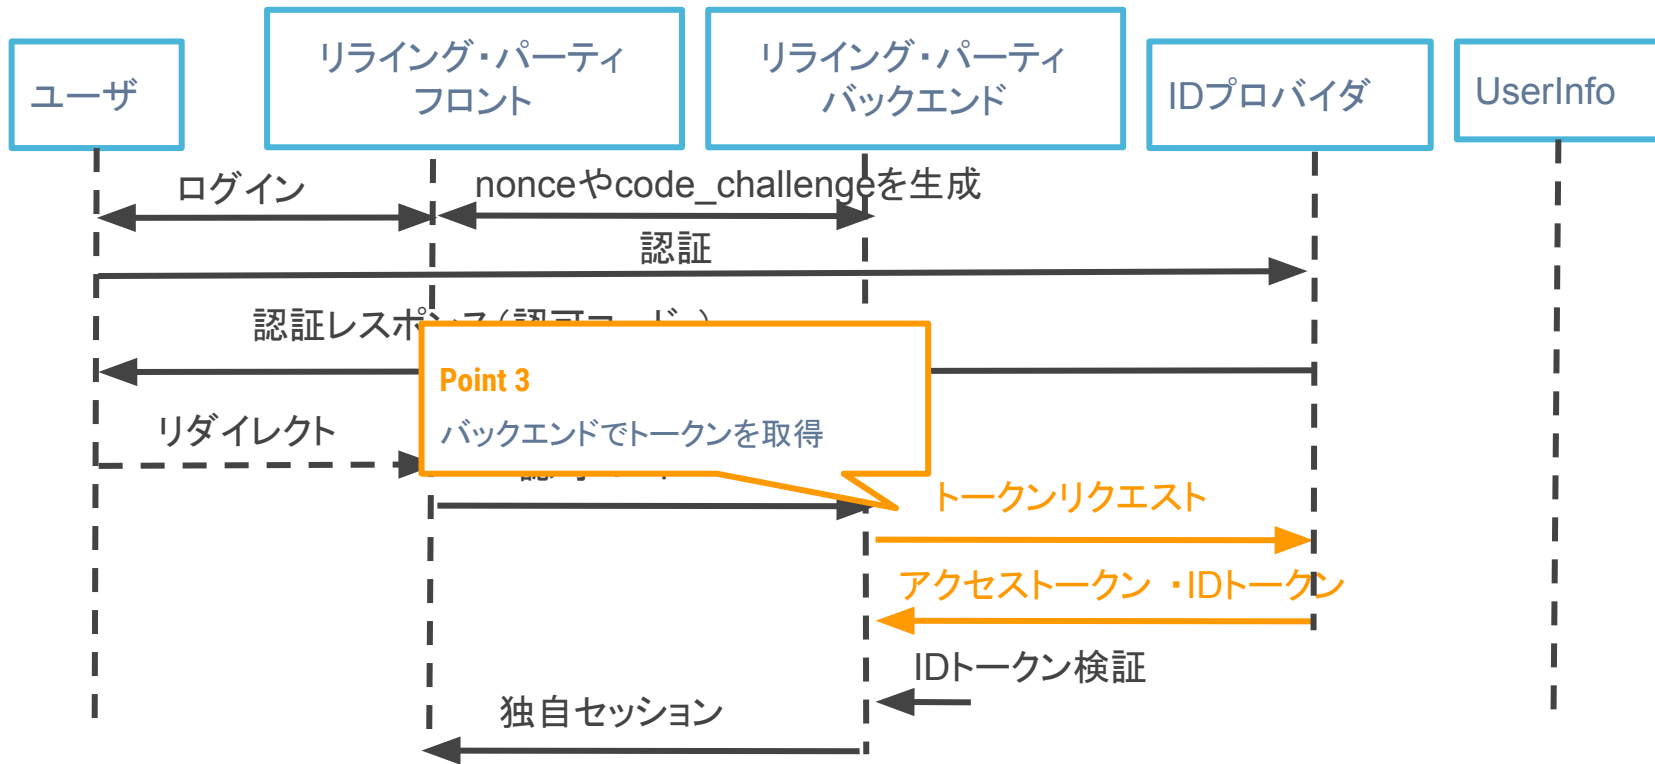 ユーザ
リライング・パーティ
フロント
リライング・パーティ
バックエンド
IDプロバイダ
UserInfo
ログイン
nonceやcode_challengeを生成
認証
認証レスポンス(認可コード)
Point 3
バックエンドでトークンを取得
リダイレクト
トークンリクエスト
アクセストークン ・IDトークン
IDトークン検証
独自セッション